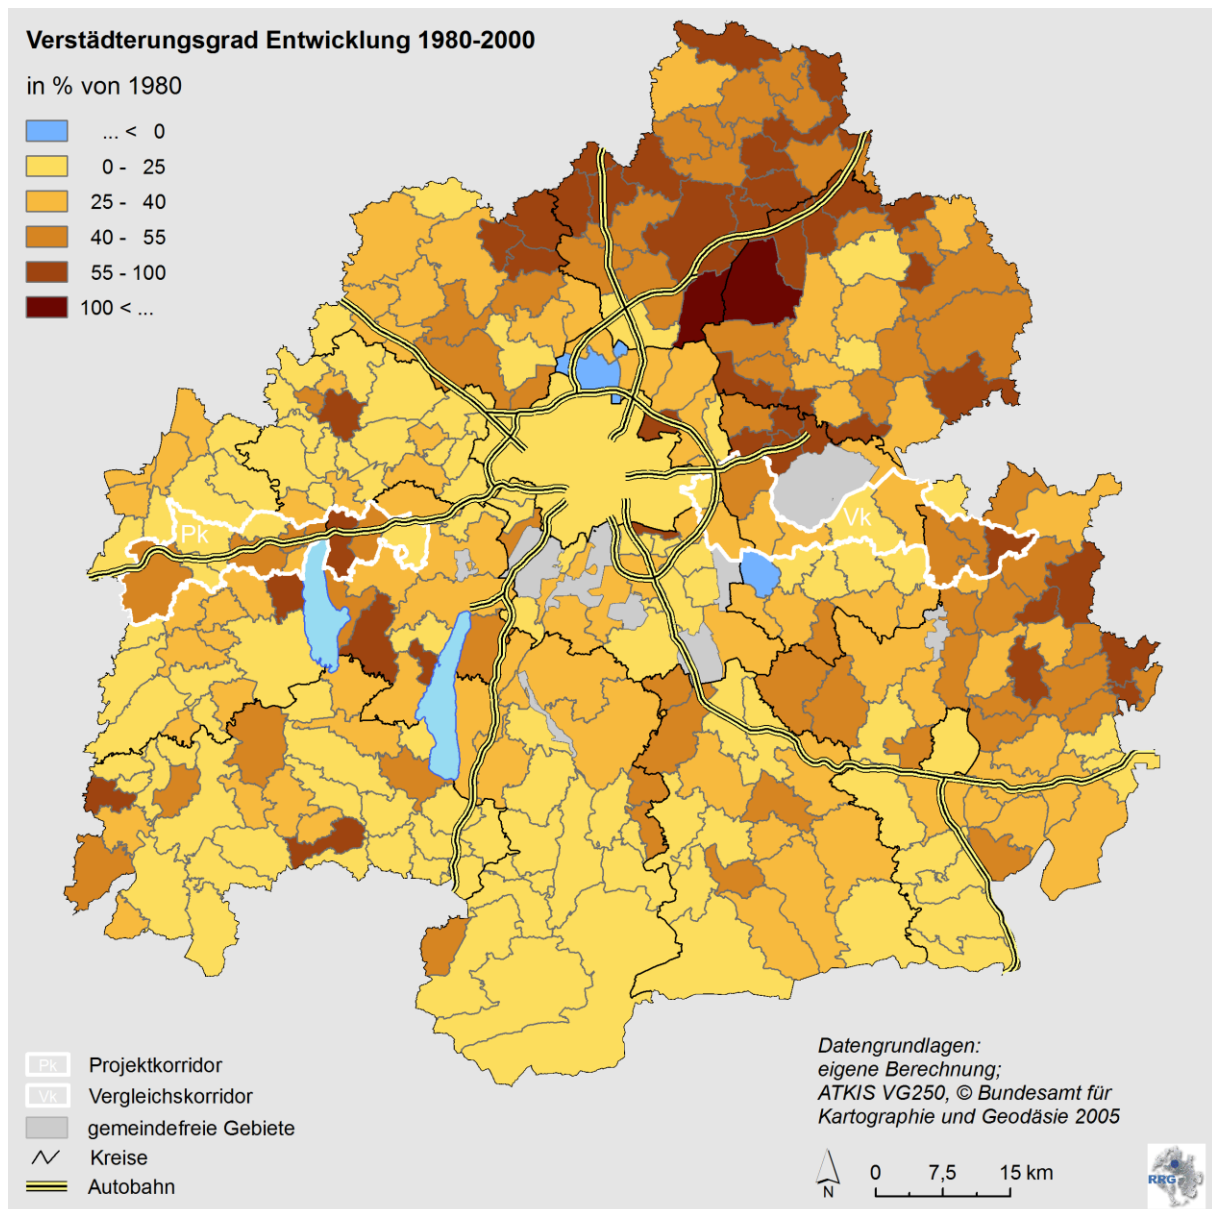 Verstädterungsgrad Entwicklung 1980-2000
in % von 1980
... < 0
0 - 25
25 - 40
40 - 55
55 - 100
100 < ...
Pk
Vk
Pk Projektkorridor
Vk Vergleichskorridor
gemeindefreie Gebiete
Kreise
Autobahn
Datengrundlagen:
eigene Berechnung;
ATKIS VG250, © Bundesamt für
Kartographie und Geodäsie 2005
N
0 7,5 15 km
RRG